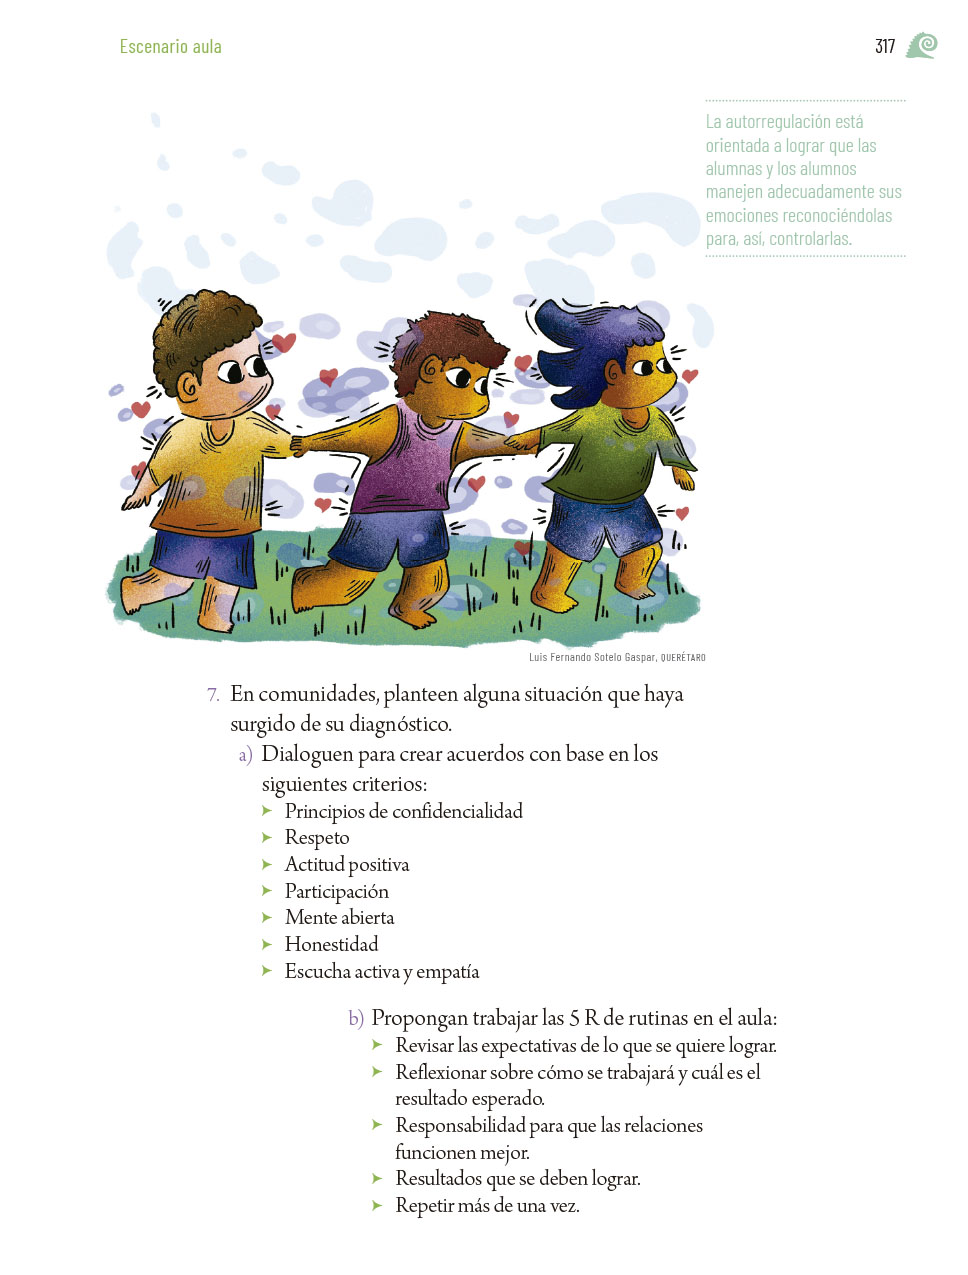 Escenario aula
317
La autorregulación está
orientada a lograr que las
alumnas y los alumnos
manejen adecuadamente sus
emociones reconociéndolas
para, así, controlarlas.
Luis Fernando Sotelo Gaspar, QUERÉTARO
7. En comunidades, planteen alguna situación que haya
surgido de su diagnóstico.
a) Dialoguen para crear acuerdos con base en los
siguientes criterios:
➤ Principios de confidencialidad
➤ Respeto
➤ Actitud positiva
➤ Participación
➤ Mente abierta
➤ Honestidad
➤ Escucha activa y empatía
b) Propongan trabajar las 5 R de rutinas en el aula:
➤ Revisar las expectativas de lo que se quiere lograr.
➤ Reflexionar sobre cómo se trabajará y cuál es el
resultado esperado.
➤ Responsabilidad para que las relaciones
funcionen mejor.
➤ Resultados que se deben lograr.
➤ Repetir más de una vez.